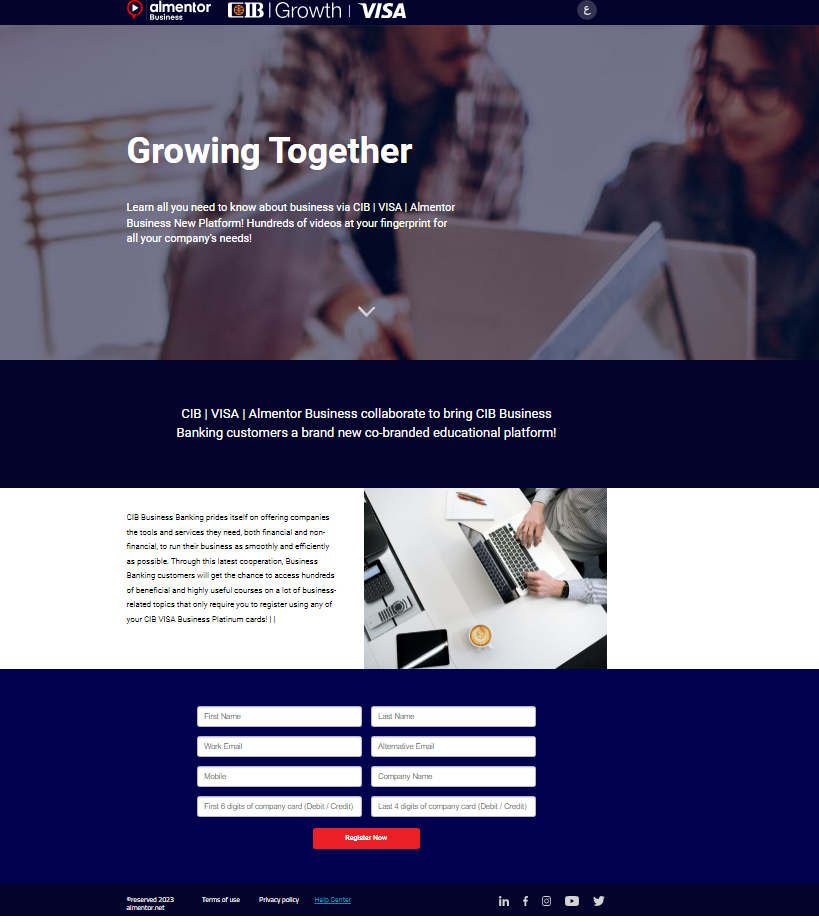 almentor
Business
CIB | Growth | VISA
ع
Growing Together
Learn all you need to know about business via CIB | VISA | Almentor
Business New Platform! Hundreds of videos at your fingerprint for
all your company's needs!
CIB | VISA | Almentor Business collaborate to bring CIB Business
Banking customers a brand new co-branded educational platform!
CIB Business Banking prides itself on offering companies
the tools and services they need, both financial and non-
financial, to run their business as smoothly and efficiently
as possible. Through this latest cooperation, Business
Banking customers will get the chance to access hundreds
of beneficial and highly useful courses on a lot of business-
related topics that only require you to register using any of
your CIB VISA Business Platinum cards! | |
First Name
Last Name
Work Email
Alternative Email
Mobile
Company Name
First 6 digits of company card (Debit / Credit)
Last 4 digits of company card (Debit / Credit)
Register Now
©reserved 2023
almentor.net
Terms of use
Privacy policy
Help Center